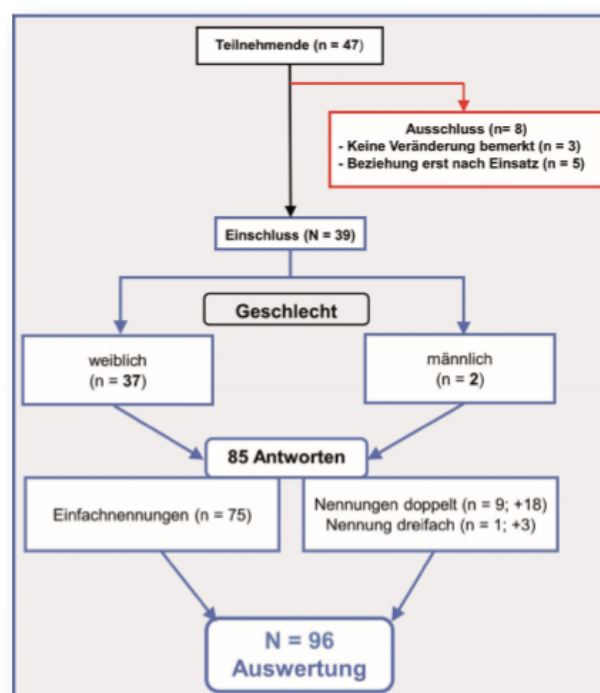 Teilnehmende (n = 47)
Ausschluss (n= 8)
- Keine Veränderung bemerkt (n = 3)
- Beziehung erst nach Einsatz (n = 5)
Einschluss (N = 39)
Geschlecht
weiblich
(n = 37)
männlich
(n = 2)
85 Antworten
Einfachnennungen (n = 75)
Nennungen doppelt (n = 9; +18)
Nennung dreifach (n = 1; +3)
N = 96
Auswertung